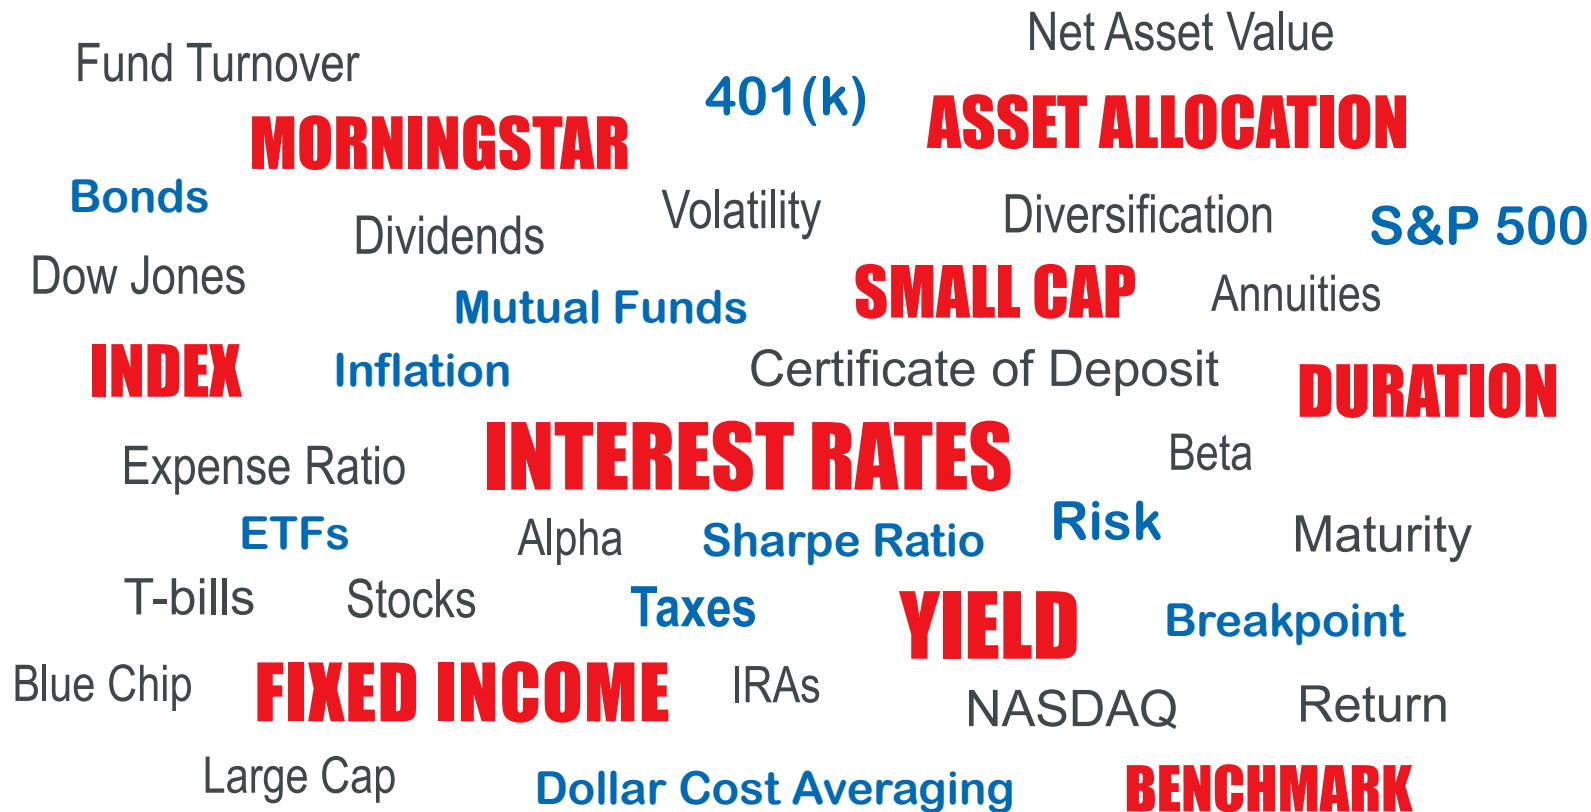 Net Asset Value
Fund Turnover
401(k)
ASSET ALLOCATION
MORNINGSTAR
Bonds
Volatility
Diversification
S&P 500
Dividends
Dow Jones
Mutual Funds
SMALL CAP
Annuities
INDEX
Inflation
Certificate of Deposit
DURATION
Expense Ratio
INTEREST RATES
Beta
ETFs
Alpha
Sharpe Ratio
Risk
Maturity
T-bills
Stocks
Taxes
YIELD
Breakpoint
Blue Chip
FIXED INCOME
IRAs
NASDAQ
Return
Large Cap
Dollar Cost Averaging
BENCHMARK